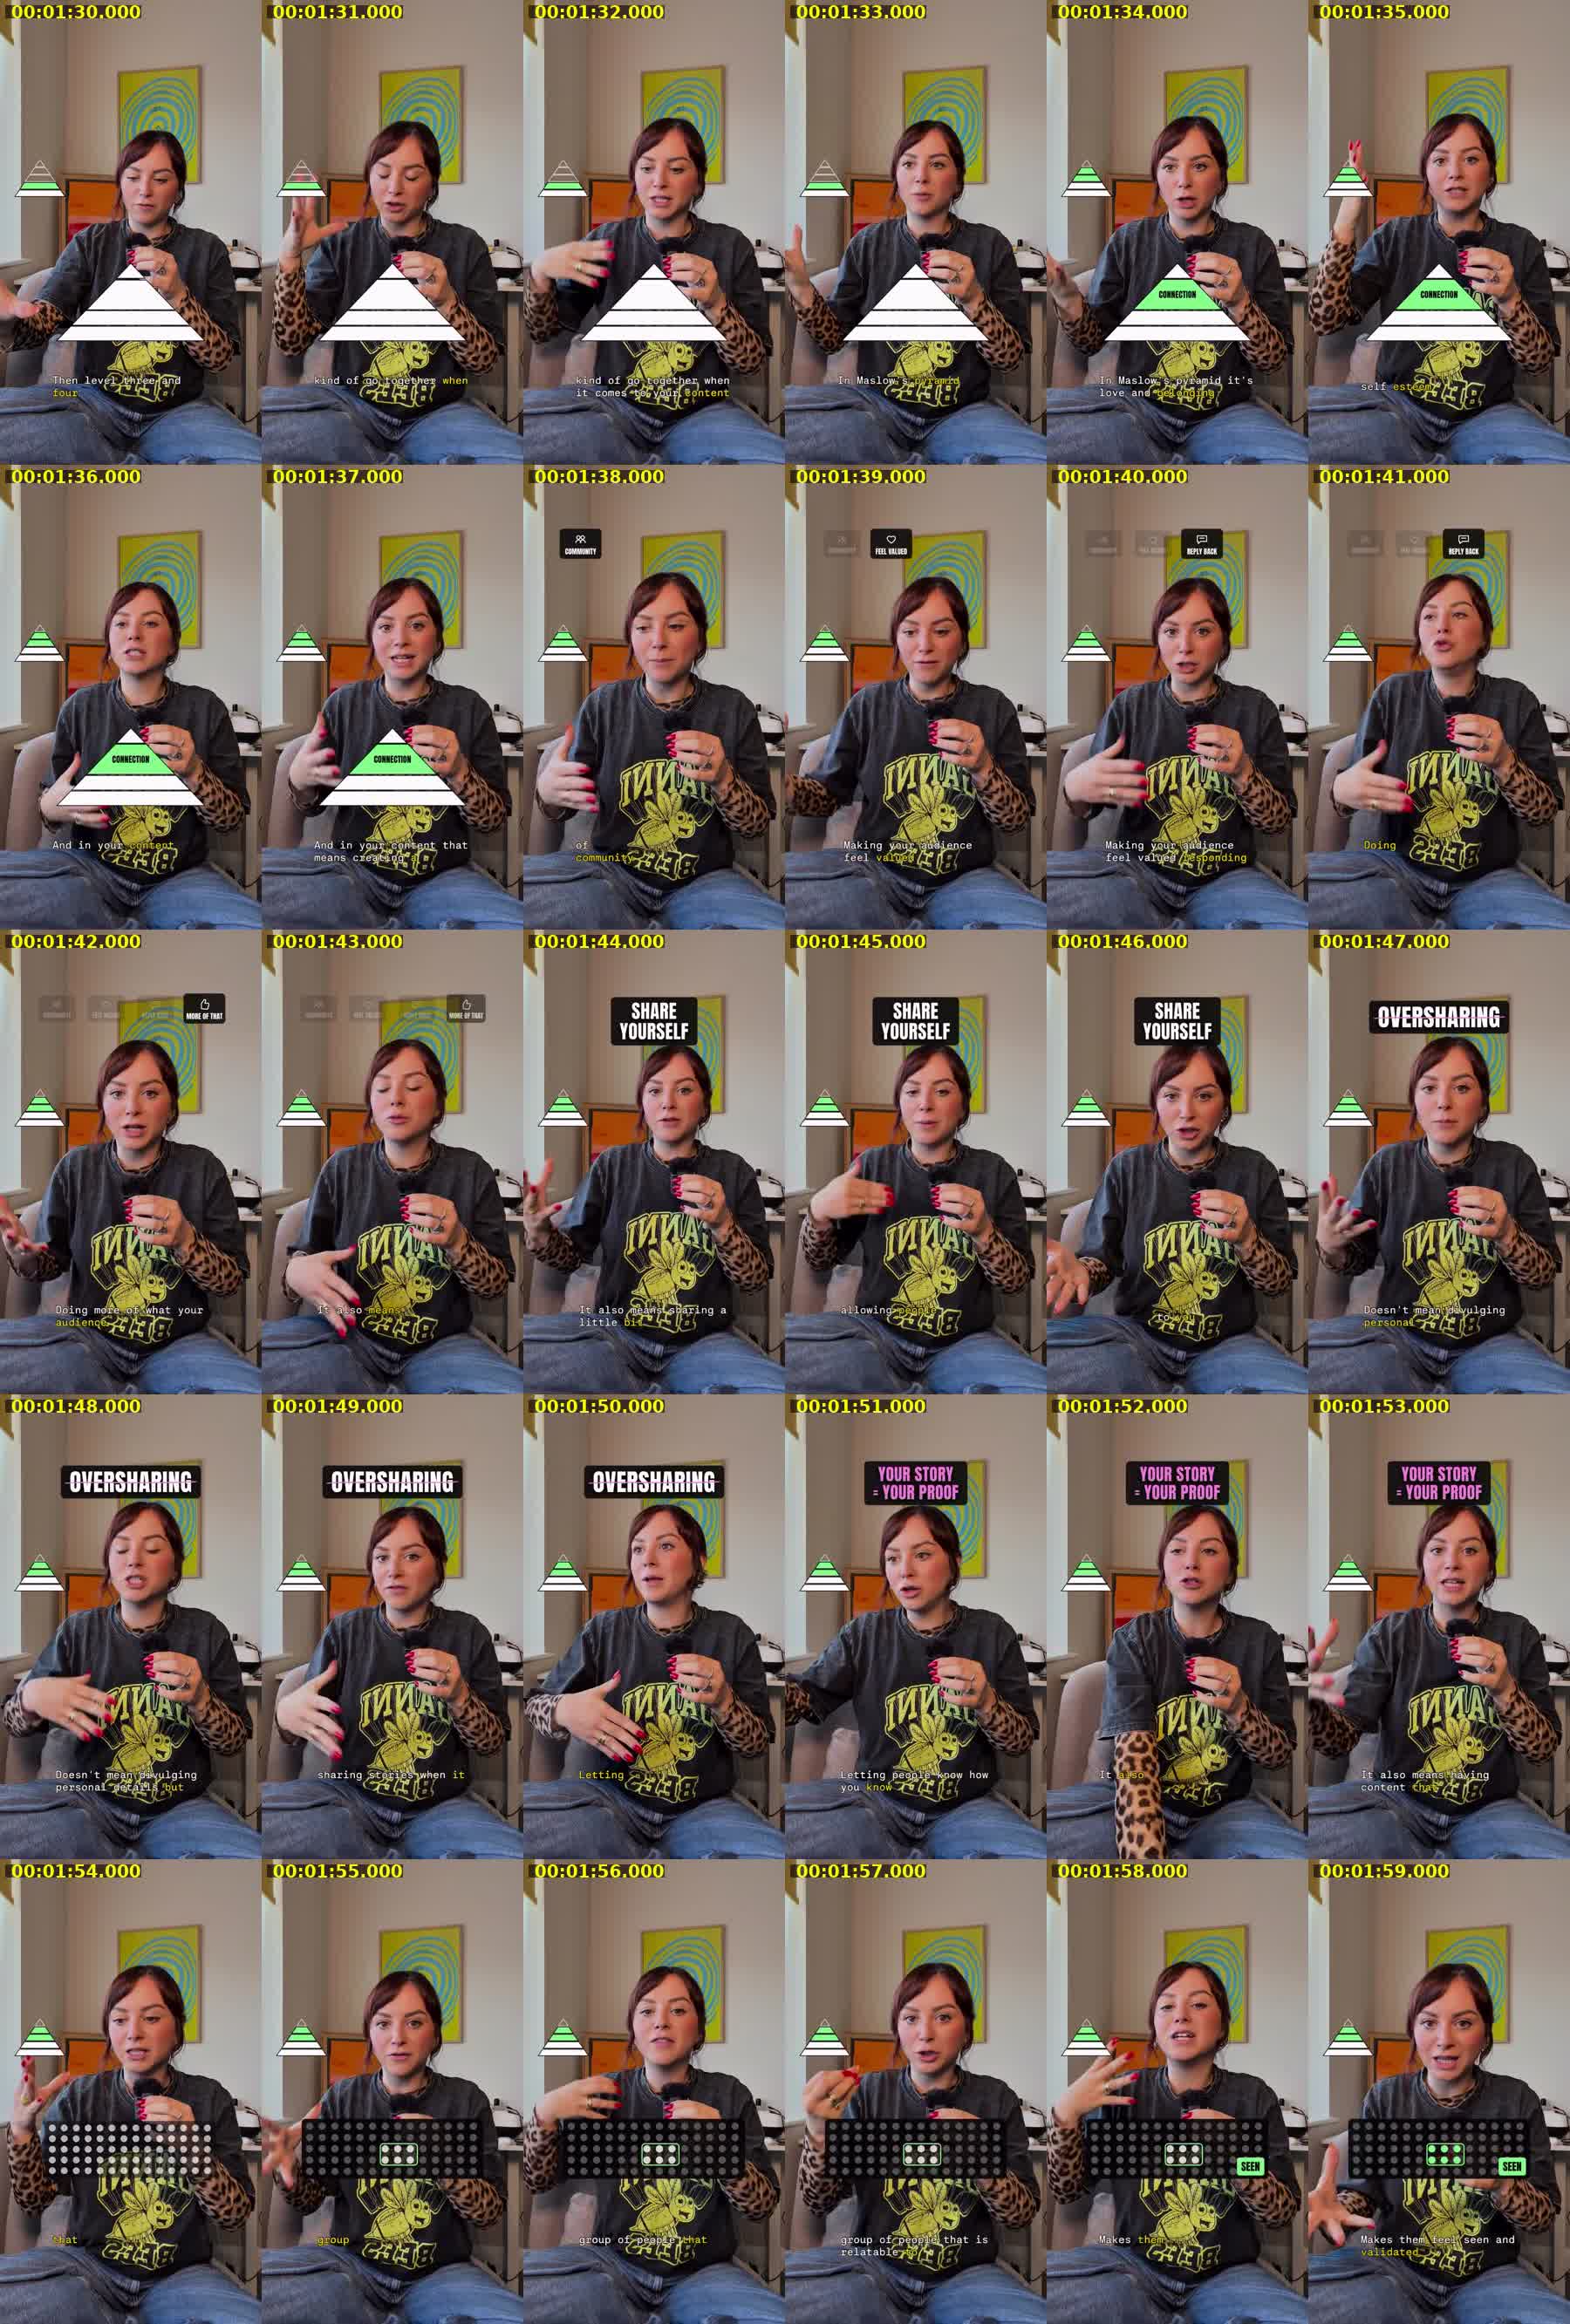 00:01:30.000
Then level three and
four
00:01:31.000
kind of go together when
00:01:32.000
kind of go together when
it comes to your content
00:01:33.000
In Maslow's pyramid
00:01:34.000
CONNECTION
In Maslow's pyramid it's
love and belonging
00:01:35.000
CONNECTION
self esteem
00:01:36.000
CONNECTION
And in your content
00:01:37.000
CONNECTION
And in your content that
means creating a
00:01:38.000
COMMUNITY
of
community
00:01:39.000
FEEL VALUED
Making your audience
feel valued
00:01:40.000
REPLY BACK
Making your audience
feel valued responding
00:01:41.000
REPLY BACK
Doing
00:01:42.000
MORE OF THAT
Doing more of what your
audience
00:01:43.000
MORE OF THAT
It also means
00:01:44.000
SHARE
YOURSELF
It also means sharing a
little bit
00:01:45.000
SHARE
YOURSELF
allowing people
00:01:46.000
SHARE
YOURSELF
to
00:01:47.000
OVERSHARING
Doesn't mean divulging
personal
00:01:48.000
OVERSHARING
Doesn't mean divulging
personal details but
00:01:49.000
OVERSHARING
sharing stories when it
00:01:50.000
OVERSHARING
Letting
00:01:51.000
YOUR STORY
= YOUR PROOF
Letting people know how
you know
00:01:52.000
YOUR STORY
= YOUR PROOF
It also
00:01:53.000
YOUR STORY
= YOUR PROOF
It also means having
content that
00:01:54.000
that
00:01:55.000
group
00:01:56.000
group of people that
00:01:57.000
group of people that is
relatable
00:01:58.000
SEEN
Makes them
00:01:59.000
SEEN
Makes them feel seen and
validated